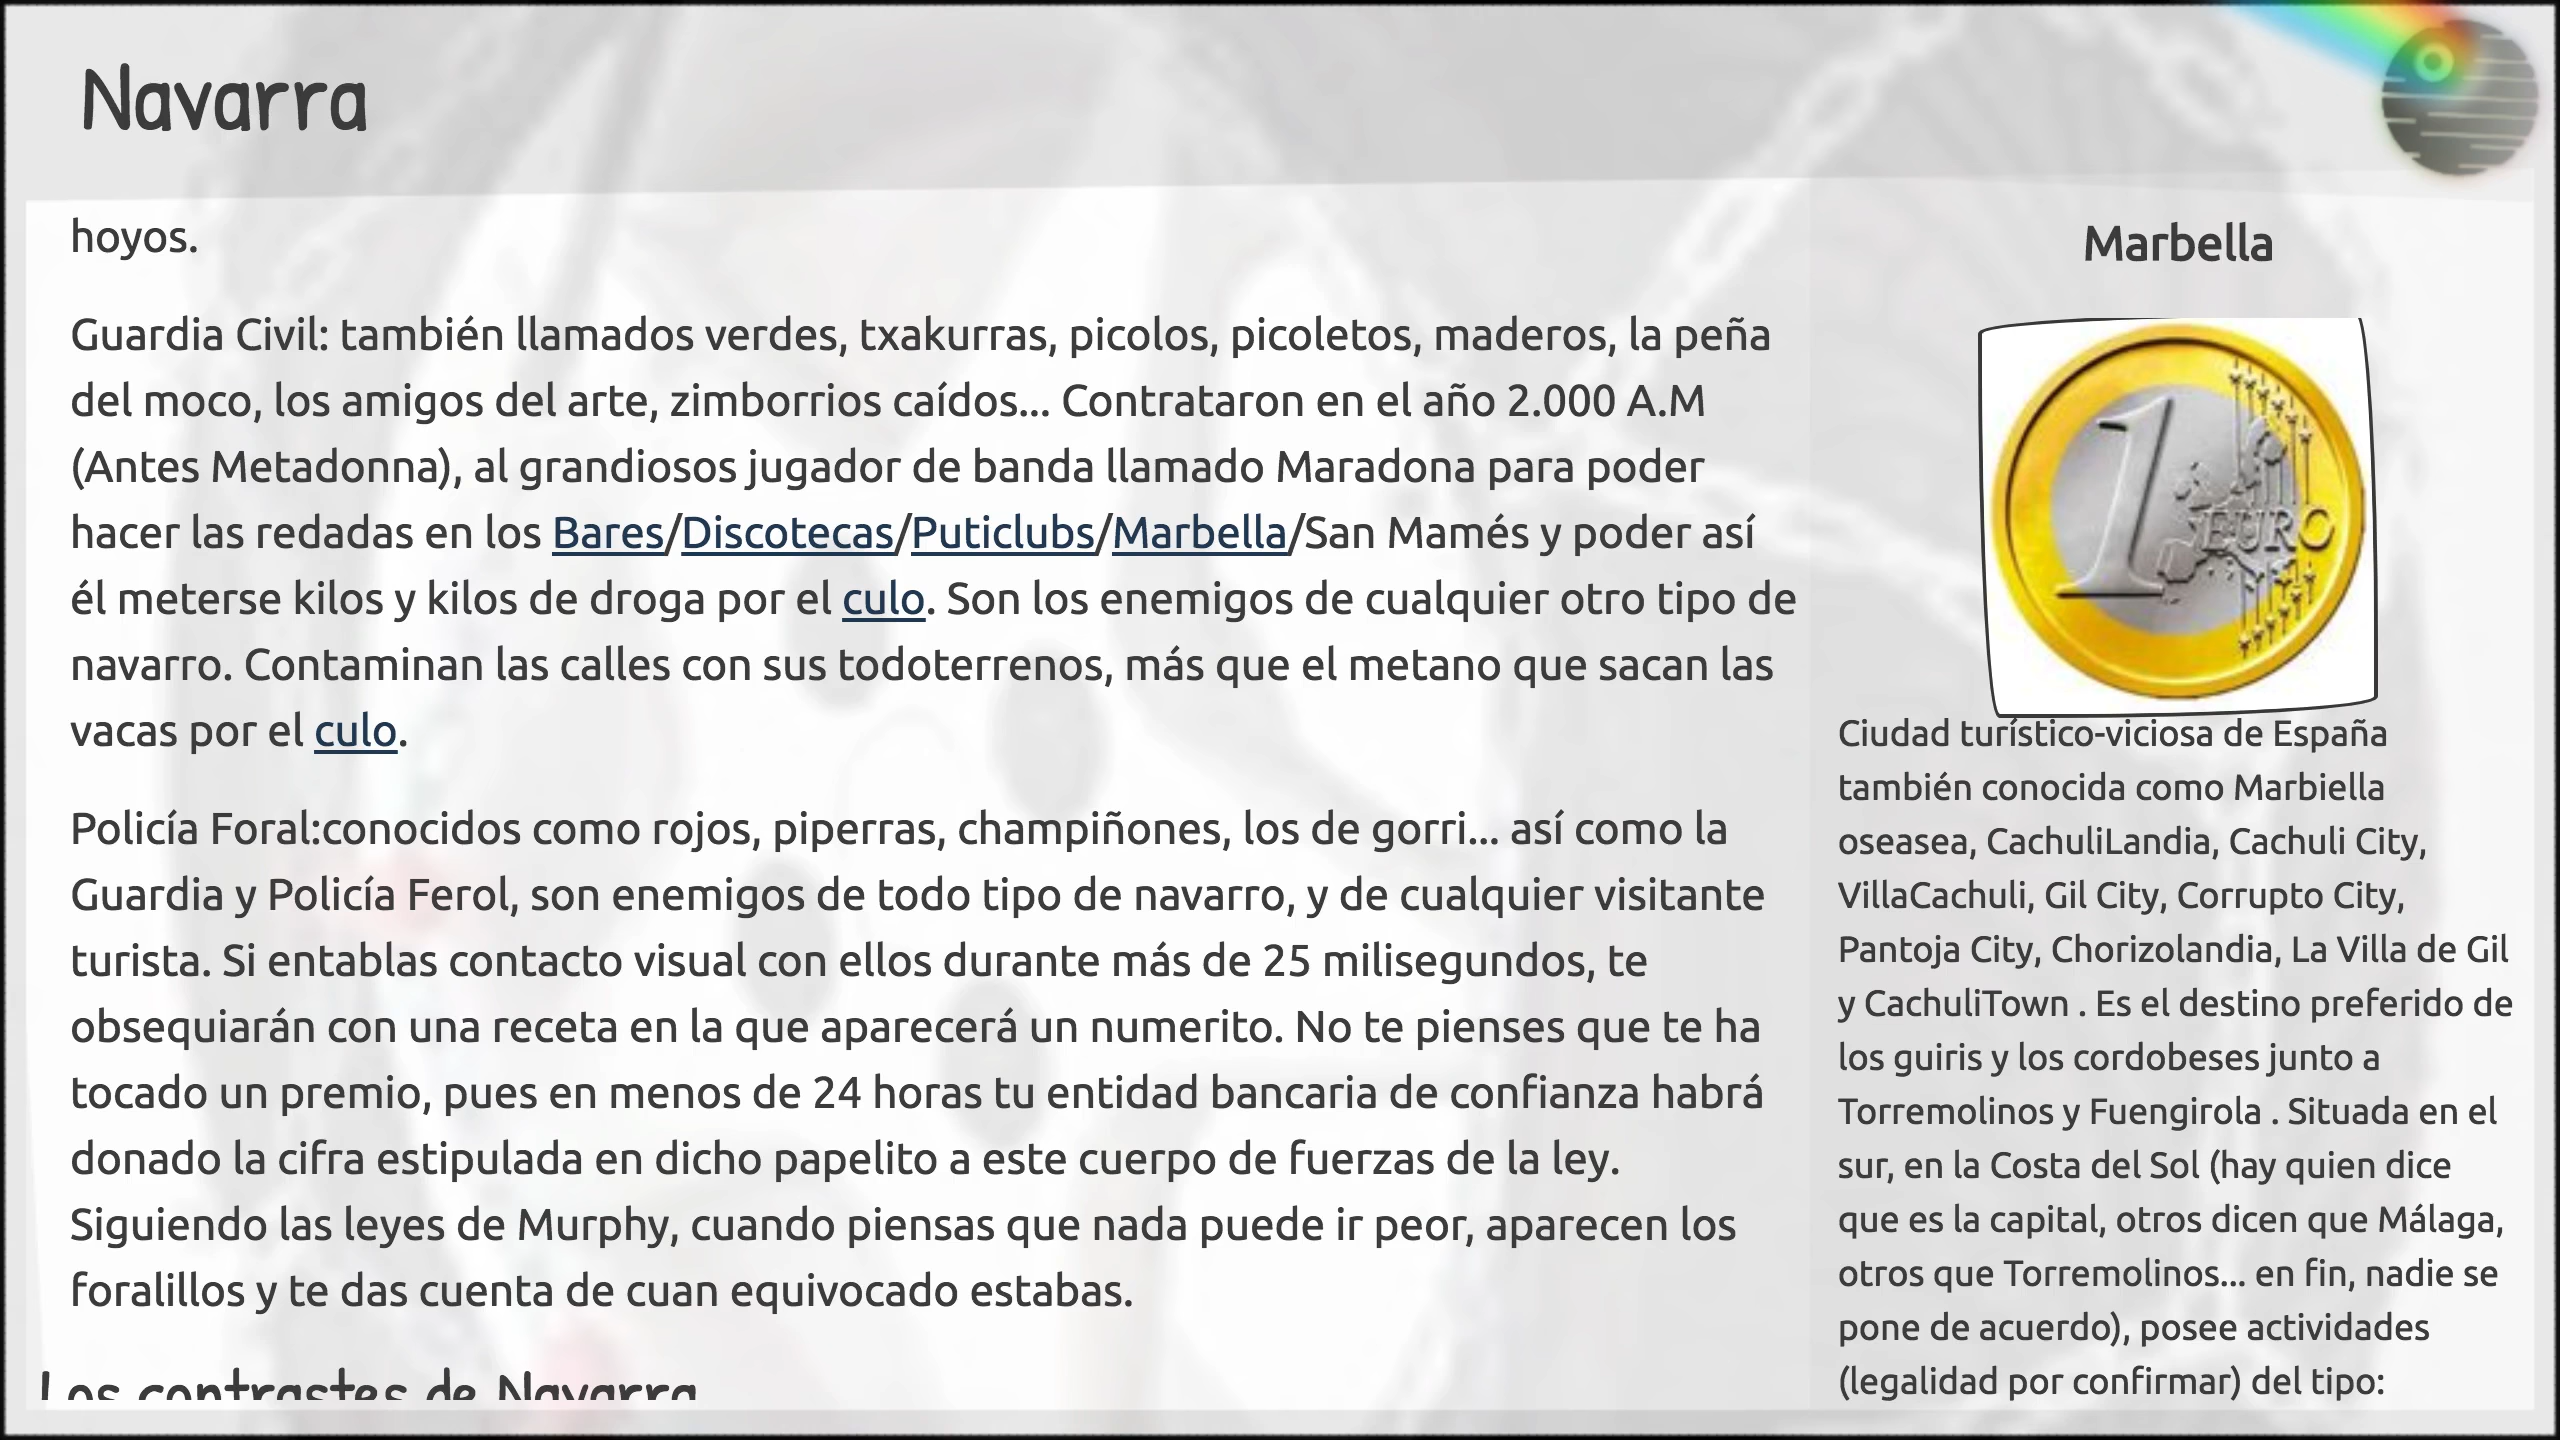 Navarra
hoyos.
Guardia Civil: también llamados verdes, txakurras, picolos, picoletos, maderos, la peña
del moco, los amigos del arte, zimborrios caídos... Contrataron en el año 2.000 A.M
(Antes Metadonna), al grandiosos jugador de banda llamado Maradona para poder
hacer las redadas en los Bares/Discotecas/Puticlubs/Marbella/San Mamés y poder así
él meterse kilos y kilos de droga por el culo. Son los enemigos de cualquier otro tipo de
navarro. Contaminan las calles con sus todoterrenos, más que el metano que sacan las
vacas por el culo.
Policía Foral:conocidos como rojos, piperras, champiñones, los de gorri... así como la
Guardia y Policía Ferol, son enemigos de todo tipo de navarro, y de cualquier visitante
turista. Si entablas contacto visual con ellos durante más de 25 milisegundos, te
obsequiarán con una receta en la que aparecerá un numerito. No te pienses que te ha
tocado un premio, pues en menos de 24 horas tu entidad bancaria de confianza habrá
donado la cifra estipulada en dicho papelito a este cuerpo de fuerzas de la ley.
Siguiendo las leyes de Murphy, cuando piensas que nada puede ir peor, aparecen los
foralillos y te das cuenta de cuan equivocado estabas.
Los contrastes de Navarra
Marbella
1 EURO
Ciudad turístico-viciosa de España
también conocida como Marbiella
oseasea, CachuliLandia, Cachuli City,
VillaCachuli, Gil City, Corrupto City,
Pantoja City, Chorizolandia, La Villa de Gil
y CachuliTown . Es el destino preferido de
los guiris y los cordobeses junto a
Torremolinos y Fuengirola . Situada en el
sur, en la Costa del Sol (hay quien dice
que es la capital, otros dicen que Málaga,
otros que Torremolinos... en fin, nadie se
pone de acuerdo), posee actividades
(legalidad por confirmar) del tipo: